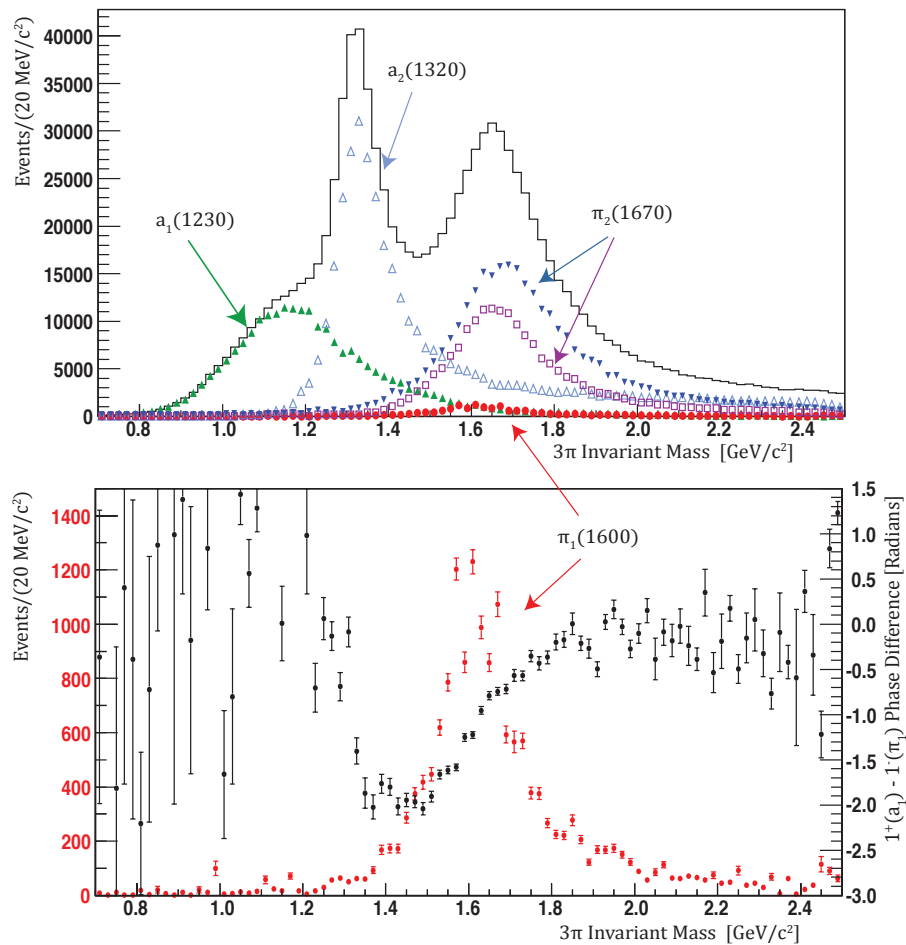 Events/(20 MeV/c²)
40000
35000
30000
25000
20000
15000
10000
5000
0
a₂(1320)
a₁(1230)
π₂(1670)
0.8 1.0 1.2 1.4 1.6 1.8 2.0 2.2 2.4
3π Invariant Mass [GeV/c²]
Events/(20 MeV/c²)
1400
1200
1000
800
600
400
200
0
π₁(1600)
1.5
1.0
0.5
0.0
-0.5
-1.0
-1.5
-2.0
-2.5
-3.0
1⁺(a₁) - 1⁻(π₁) Phase Difference [Radians]
0.8 1.0 1.2 1.4 1.6 1.8 2.0 2.2 2.4
3π Invariant Mass [GeV/c²]